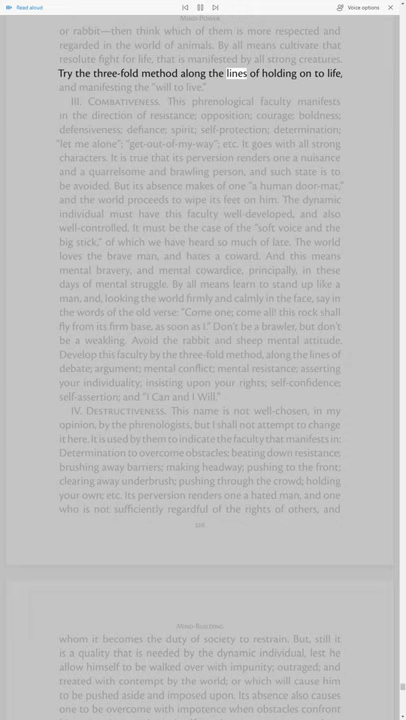 Read aloud
Voice options
Mind-Power
or rabbit—then think which of them is more respected and
regarded in the world of animals. By all means cultivate that
resolute fight for life, that is manifested by all strong creatures.
Try the three-fold method along the lines of holding on to life,
and manifesting the "will to live."
III. Combativeness. This phrenological faculty manifests
in the direction of resistance; opposition; courage; boldness;
defensiveness; defiance; spirit; self-protection; determination;
"let me alone"; "get-out-of-my-way"; etc. It goes with all strong
characters. It is true that its perversion renders one a nuisance
and a quarrelsome and brawling person, and such state is to
be avoided. But its absence makes of one "a human door-mat,"
and the world proceeds to wipe its feet on him. The dynamic
individual must have this faculty well-developed, and also
well-controlled. It must be the case of the "soft voice and the
big stick," of which we have heard so much of late. The world
loves the brave man, and hates a coward. And this means
mental bravery, and mental cowardice, principally, in these
days of mental struggle. By all means learn to stand up like a
man, and, looking the world firmly and calmly in the face, say in
the words of the old verse: "Come one; come all! this rock shall
fly from its firm base, as soon as I." Don't be a brawler, but don't
be a weakling. Avoid the rabbit and sheep mental attitude.
Develop this faculty by the three-fold method, along the lines of
debate; argument; mental conflict; mental resistance; asserting
your individuality; insisting upon your rights; self-confidence;
self-assertion; and "I Can and I Will."
IV. Destructiveness. This name is not well-chosen, in my
opinion, by the phrenologists, but I shall not attempt to change
it here. It is used by them to indicate the faculty that manifests in:
Determination to overcome obstacles; beating down resistance;
brushing away barriers; making headway; pushing to the front;
clearing away underbrush; pushing through the crowd; holding
your own; etc. Its perversion renders one a hated man, and one
who is not sufficiently regardful of the rights of others, and
Mind-Building
whom it becomes the duty of society to restrain. But, still it
is a quality that is needed by the dynamic individual, lest he
allow himself to be walked over with impunity; outraged; and
treated with contempt by the world; or which will cause him
to be pushed aside and imposed upon. Its absence also causes
one to be overcome with impotence when obstacles confront